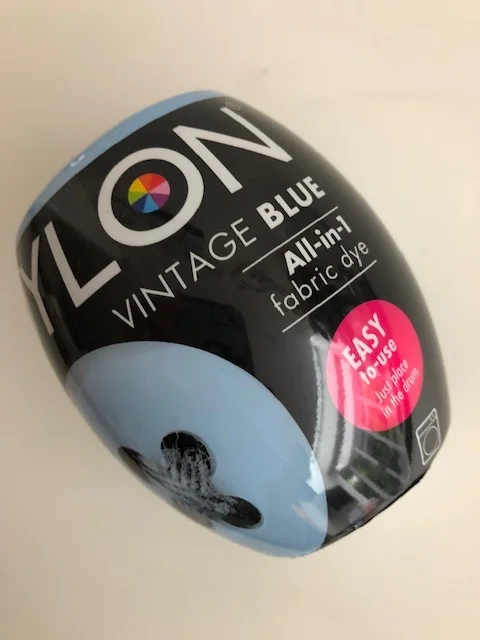 YLON®
VINTAGE BLUE
All-in-1
fabric dye
EASY
to-use
Just place
in the drum.